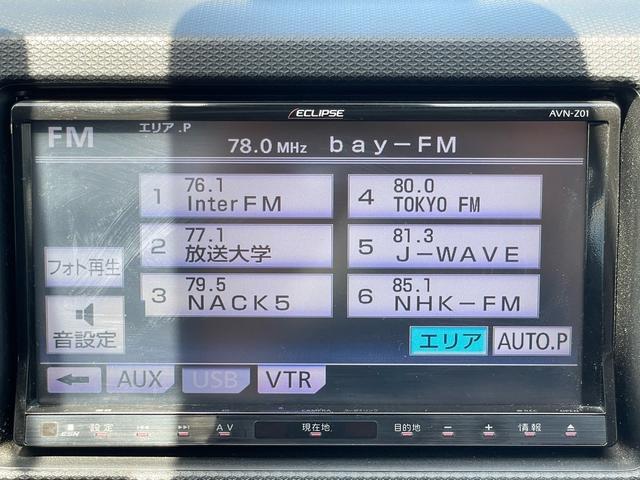 ECLIPSE
AVN-Z01
FM
エリア.P
78.0 MHz bay-FM
1 76.1 InterFM
4 80.0 TOKYO FM
2 77.1 放送大学
5 81.3 J-WAVE
3 79.5 NACK5
6 85.1 NHK-FM
フォト再生
音設定
エリア
AUTO.P
AUX
USB
VTR
ESN
設定
AV
現在地
目的地
情報